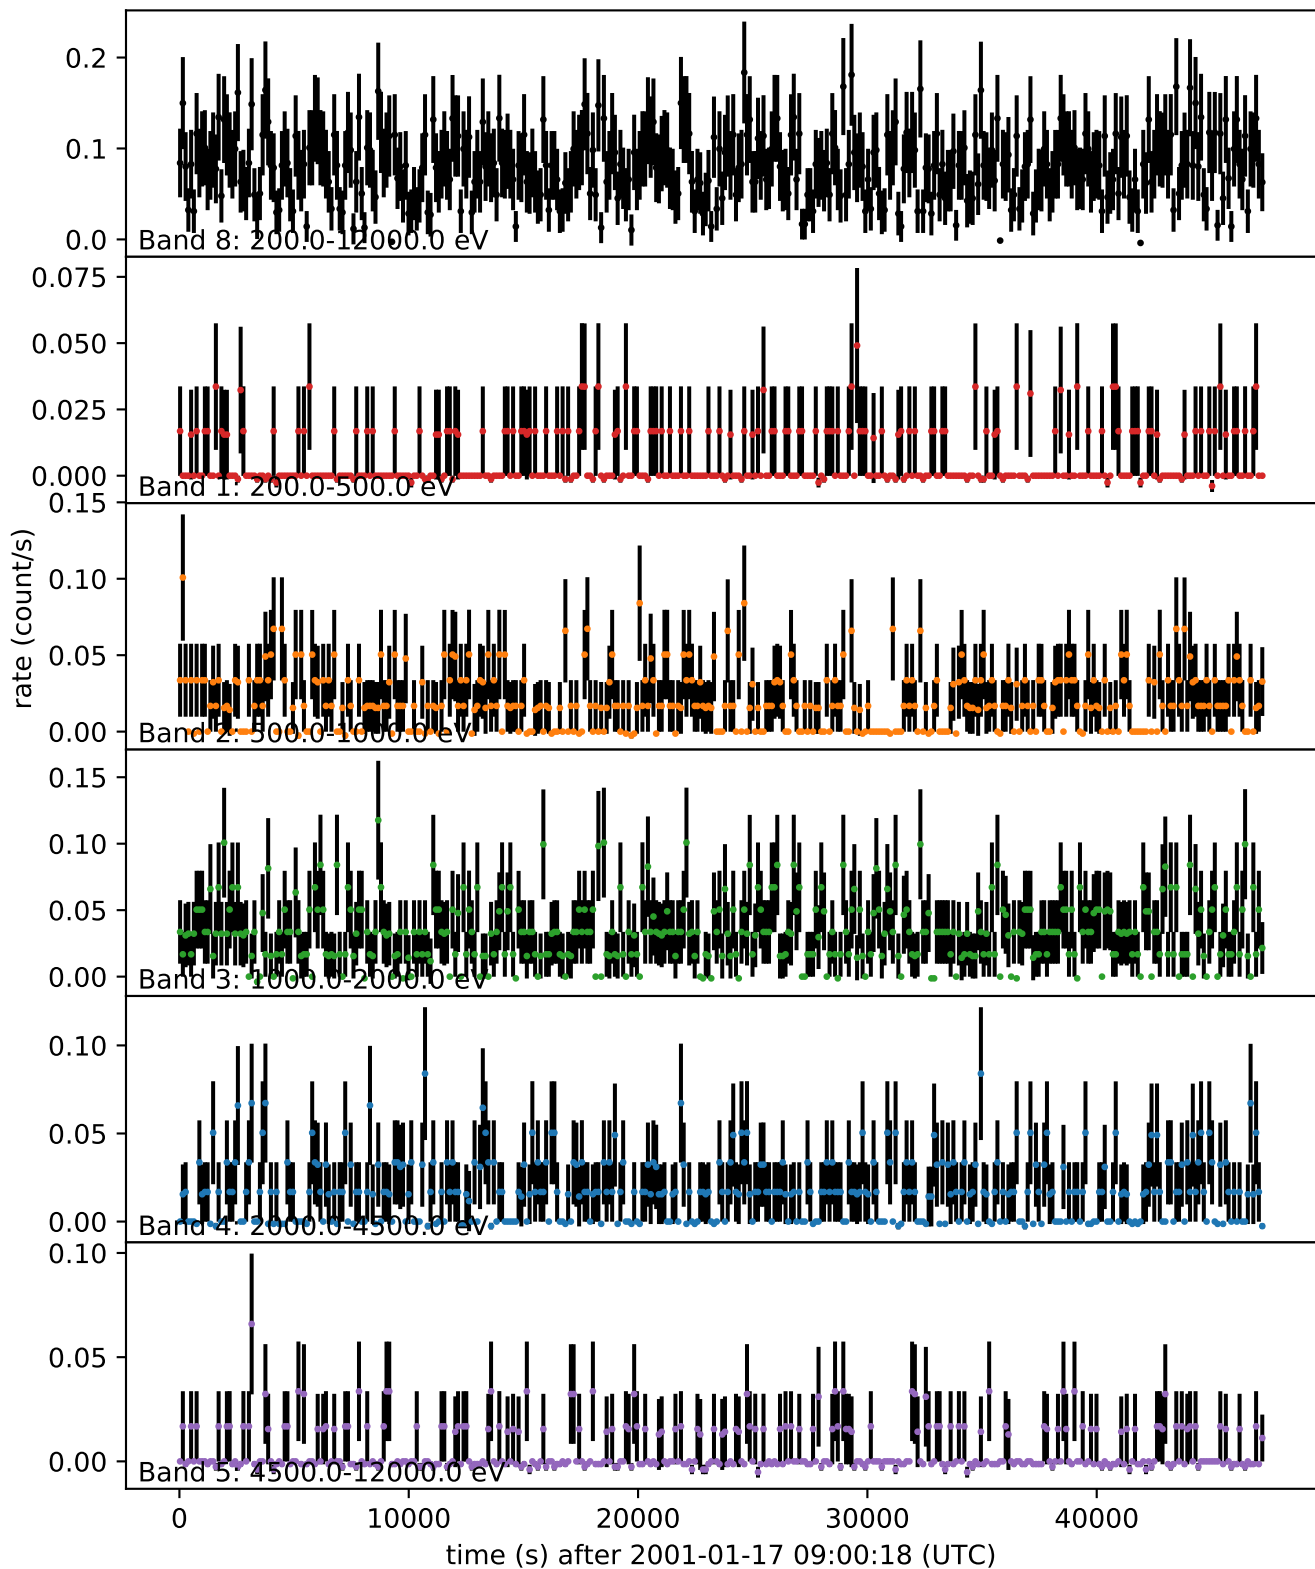 0.2
0.1
0.0
Band 8: 200.0-12000.0 eV
0.075
0.050
0.025
0.000
Band 1: 200.0-500.0 eV
0.15
0.10
0.05
0.00
Band 2: 500.0-1000.0 eV
rate (count/s)
0.15
0.10
0.05
0.00
Band 3: 1000.0-2000.0 eV
0.10
0.05
0.00
Band 4: 2000.0-4500.0 eV
0.10
0.05
0.00
Band 5: 4500.0-12000.0 eV
0 10000 20000 30000 40000
time (s) after 2001-01-17 09:00:18 (UTC)